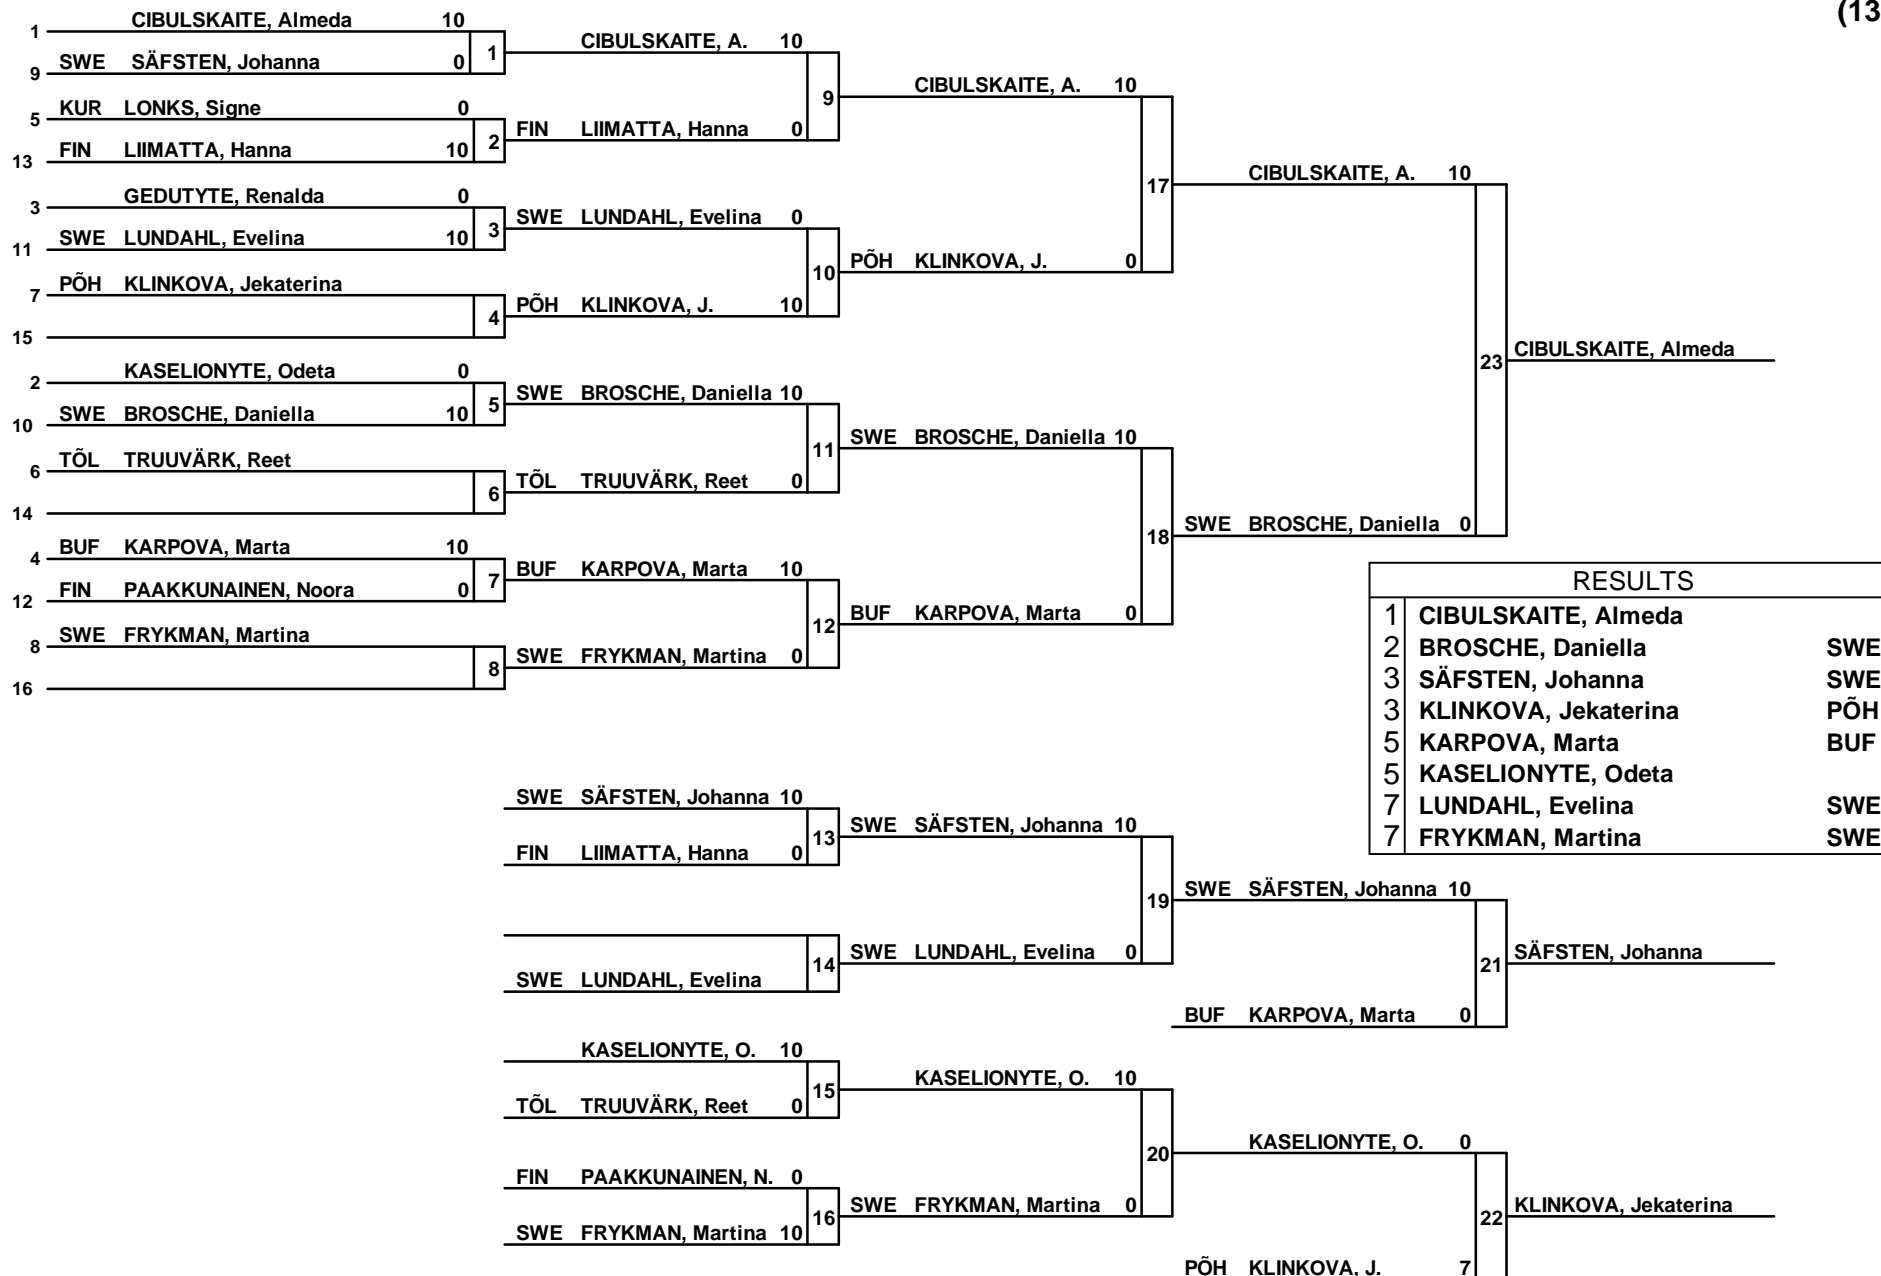 (13
1 CIBULSKAITE, Almeda 10
9 SWE SÄFSTEN, Johanna 0
1
5 KUR LONKS, Signe 0
13 FIN LIIMATTA, Hanna 10
2
3 GEDUTYTE, Renalda 0
11 SWE LUNDAHL, Evelina 10
3
7 PÕH KLINKOVA, Jekaterina
15
4
2 KASELIONYTE, Odeta 0
10 SWE BROSCHE, Daniella 10
5
6 TÕL TRUUVÄRK, Reet
14
6
4 BUF KARPOVA, Marta 10
12 FIN PAAKKUNAINEN, Noora 0
7
8 SWE FRYKMAN, Martina
16
8
CIBULSKAITE, A. 10
FIN LIIMATTA, Hanna 0
9
SWE LUNDAHL, Evelina 0
PÕH KLINKOVA, J. 10
10
SWE BROSCHE, Daniella 10
TÕL TRUUVÄRK, Reet 0
11
BUF KARPOVA, Marta 10
SWE FRYKMAN, Martina 0
12
CIBULSKAITE, A. 10
PÕH KLINKOVA, J. 0
17
SWE BROSCHE, Daniella 10
BUF KARPOVA, Marta 0
18
CIBULSKAITE, A. 10
SWE BROSCHE, Daniella 0
23
CIBULSKAITE, Almeda
RESULTS
1 CIBULSKAITE, Almeda
2 BROSCHE, Daniella SWE
3 SÄFSTEN, Johanna SWE
3 KLINKOVA, Jekaterina PÕH
5 KARPOVA, Marta BUF
5 KASELIONYTE, Odeta
7 LUNDAHL, Evelina SWE
7 FRYKMAN, Martina SWE
SWE SÄFSTEN, Johanna 10
FIN LIIMATTA, Hanna 0
13
SWE LUNDAHL, Evelina
14
KASELIONYTE, O. 10
TÕL TRUUVÄRK, Reet 0
15
FIN PAAKKUNAINEN, N. 0
SWE FRYKMAN, Martina 10
16
SWE SÄFSTEN, Johanna 10
SWE LUNDAHL, Evelina 0
19
KASELIONYTE, O. 10
SWE FRYKMAN, Martina 0
20
SWE SÄFSTEN, Johanna 10
BUF KARPOVA, Marta 0
21
SÄFSTEN, Johanna
KASELIONYTE, O. 0
PÕH KLINKOVA, J. 7
22
KLINKOVA, Jekaterina